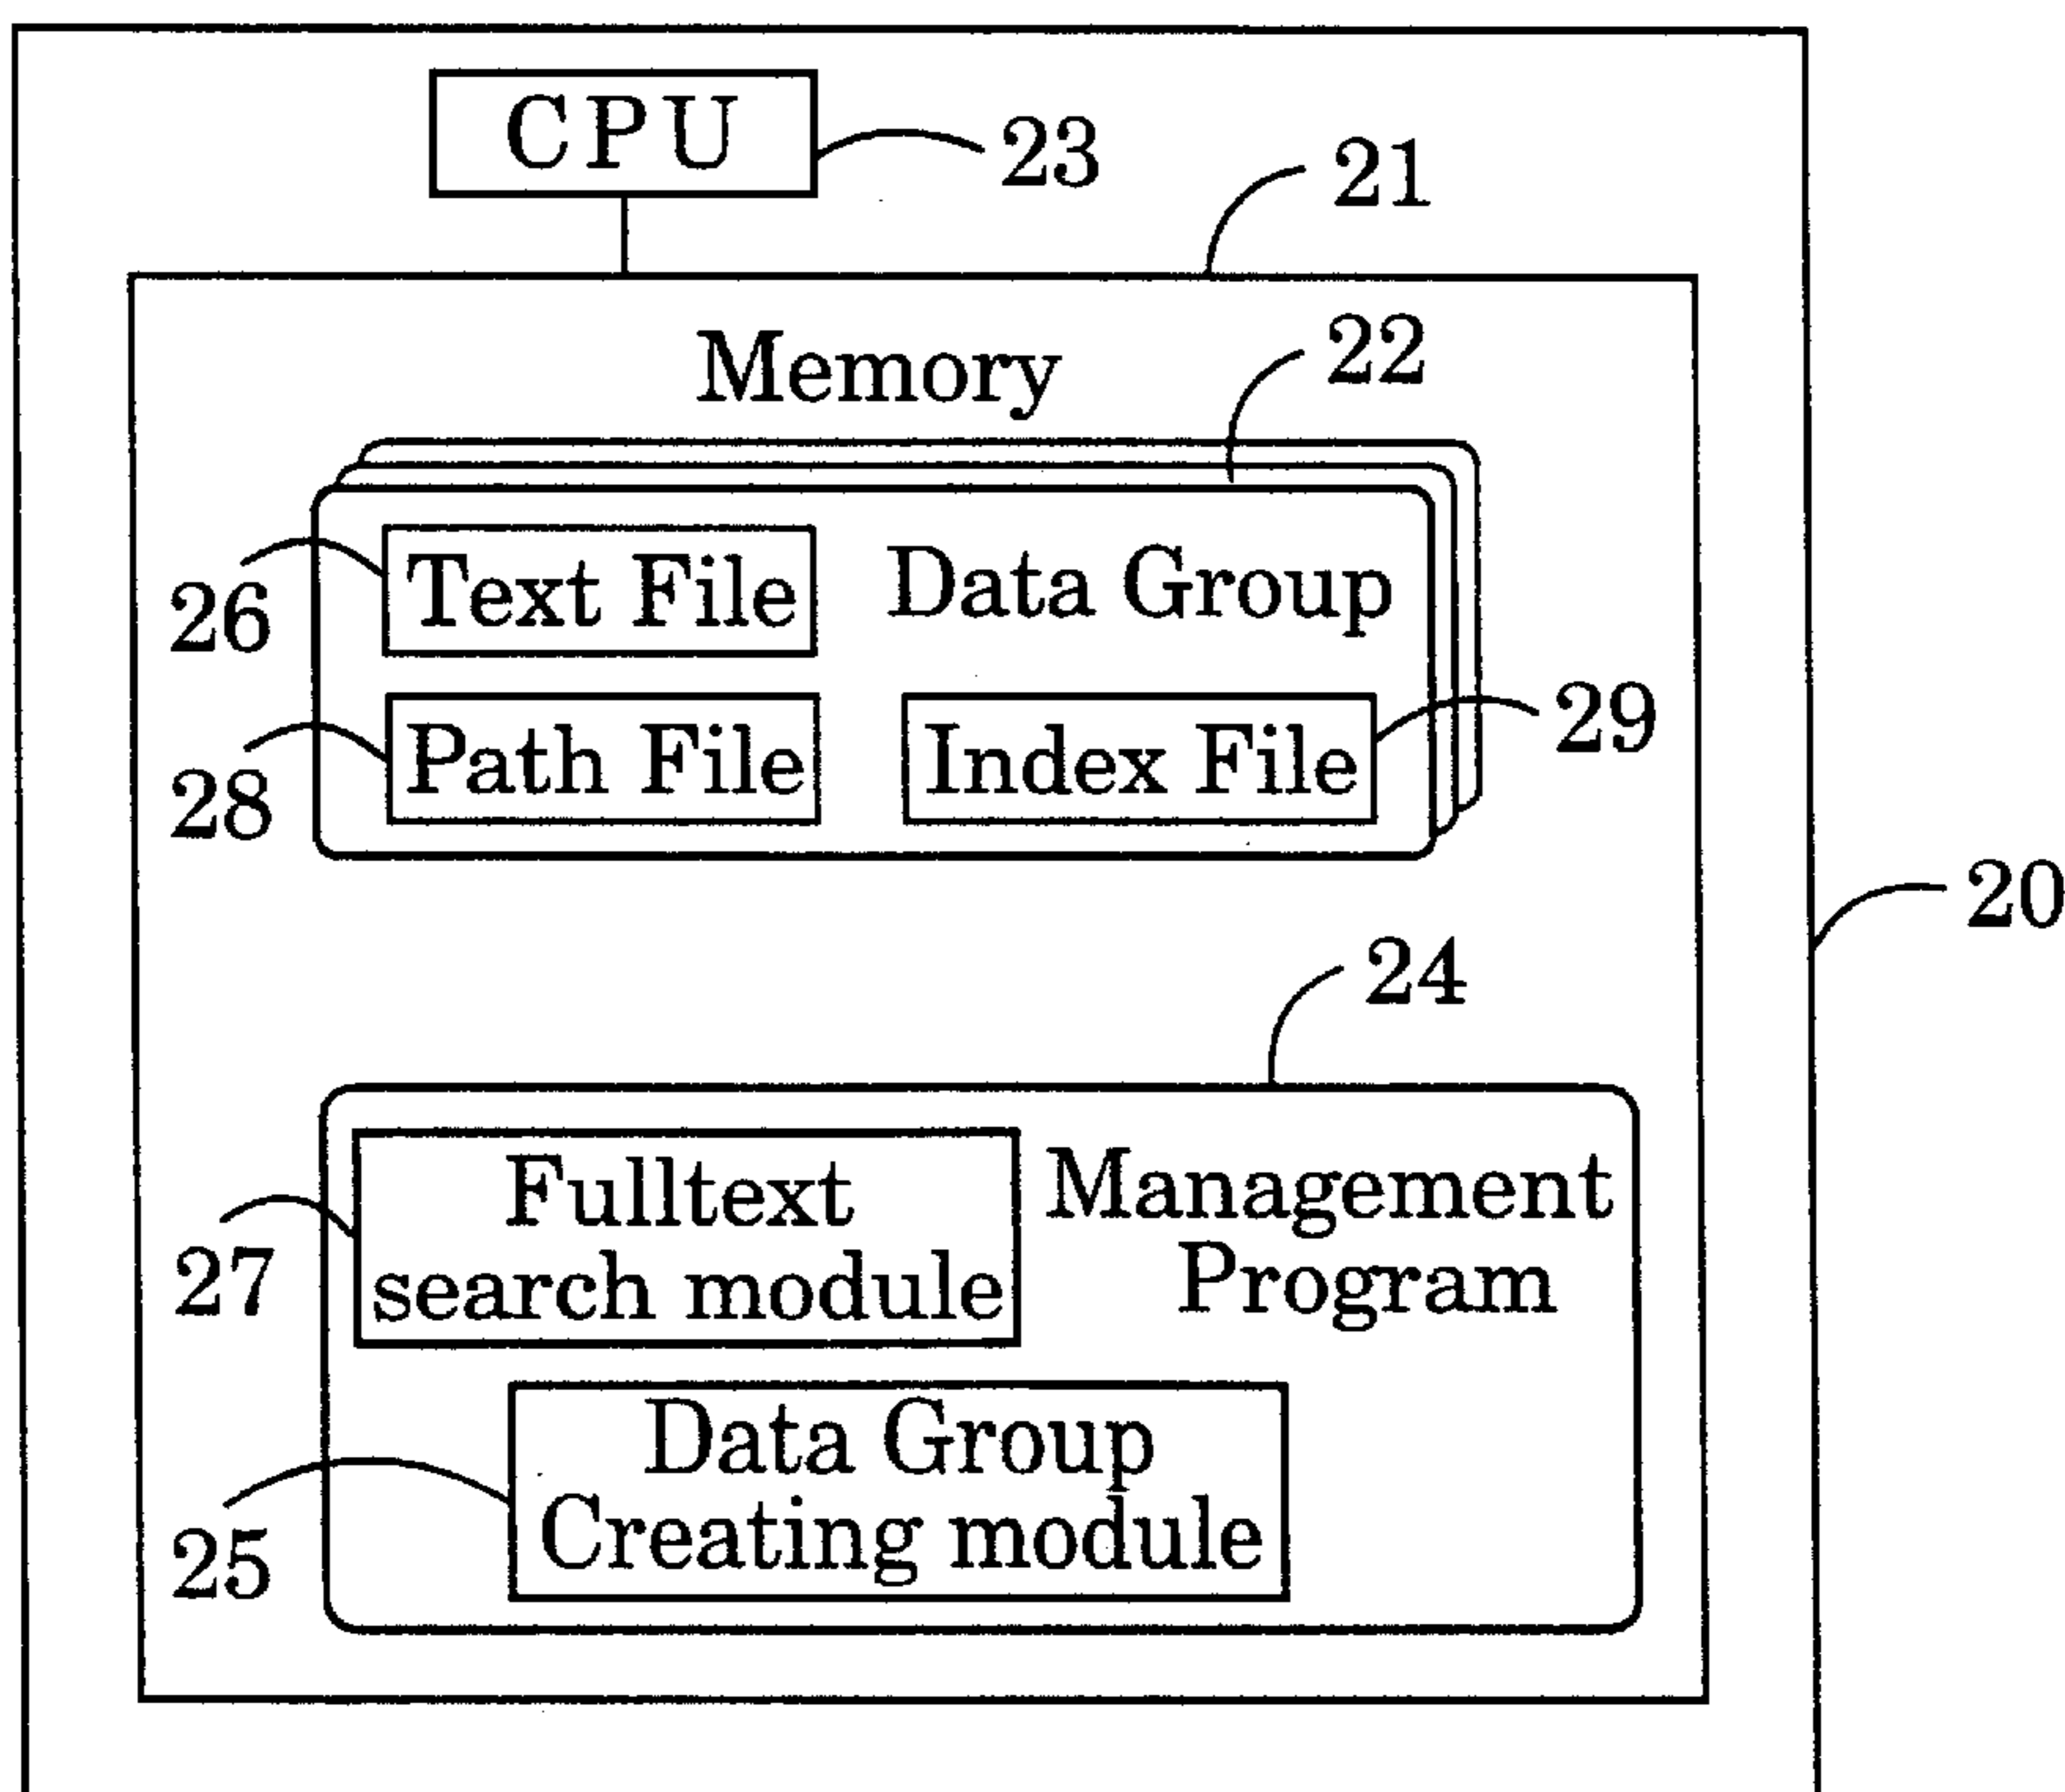 CPU
23
21
Memory
22
26
Text File
Data Group
28
Path File
Index File
29
20
24
27
Fulltext
search module
Management
Program
25
Data Group
Creating module